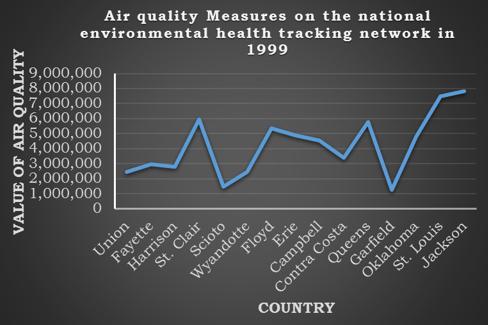 Air quality Measures on the national
environmental health tracking network in
1999
VALUE OF AIR QUALITY
9,000,000
8,000,000
7,000,000
6,000,000
5,000,000
4,000,000
3,000,000
2,000,000
1,000,000
0
Union
Fayette
Harrison
St. Clair
Scioto
Wyandotte
Floyd
Erie
Campbell
Contra Costa
Queens
Garfield
Oklahoma
St. Louis
Jackson
COUNTRY